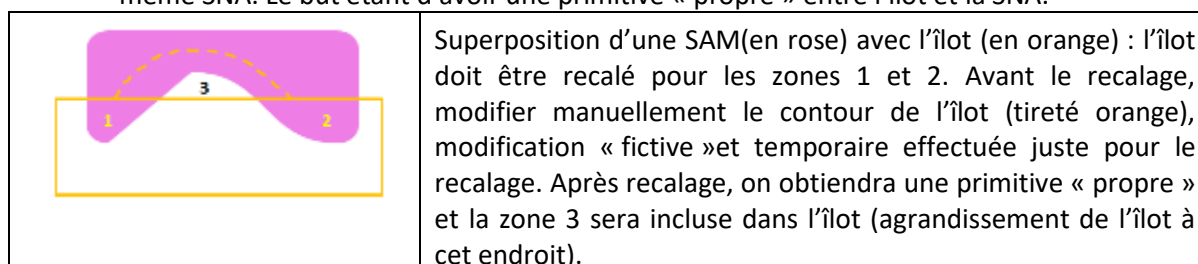 même SNA. Le but étant d'avoir une primitive « propre » entre l'îlot et la SNA.
3
1
2
Superposition d'une SAM(en rose) avec l'îlot (en orange) : l'îlot
doit être recalé pour les zones 1 et 2. Avant le recalage,
modifier manuellement le contour de l'îlot (tireté orange),
modification « fictive »et temporaire effectuée juste pour le
recalage. Après recalage, on obtiendra une primitive « propre »
et la zone 3 sera incluse dans l'îlot (agrandissement de l'îlot à
cet endroit).